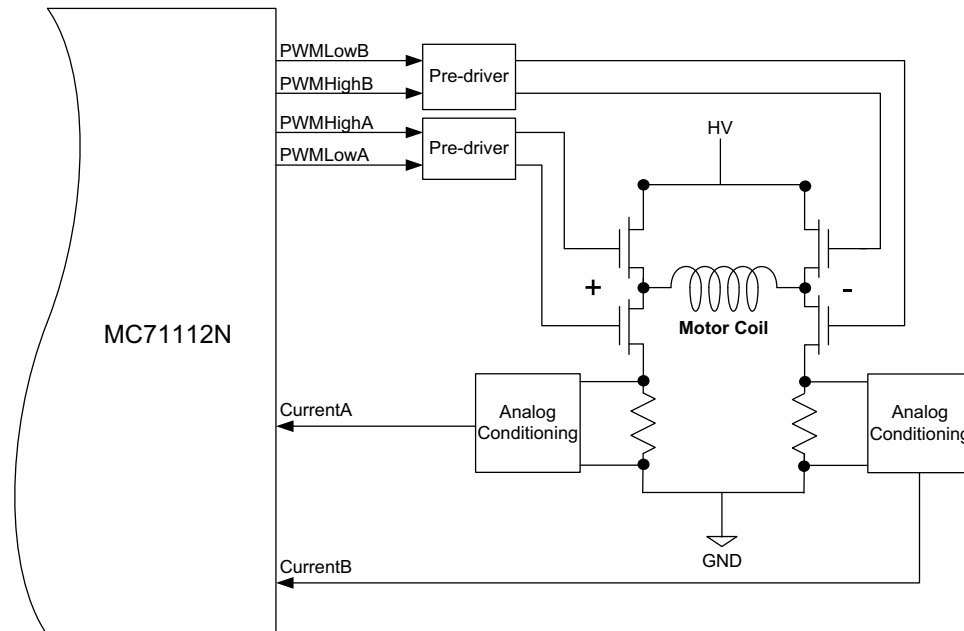 PWMLowB
PWMHighB
Pre-driver
PWMHighA
PWMLowA
Pre-driver
HV
+
-
Motor Coil
MC71112N
CurrentA
Analog
Conditioning
Analog
Conditioning
GND
CurrentB